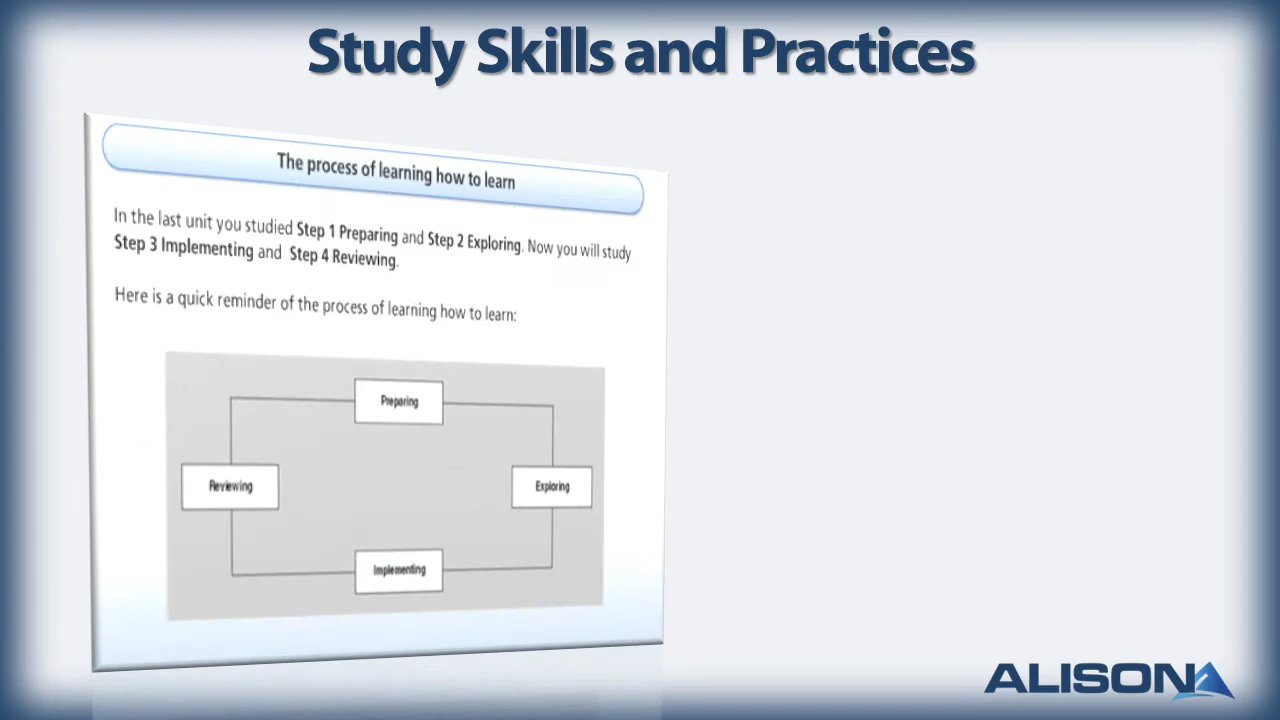 Study Skills and Practices
The process of learning how to learn
In the last unit you studied Step 1 Preparing and Step 2 Exploring. Now you will study
Step 3 Implementing and Step 4 Reviewing.
Here is a quick reminder of the process of learning how to learn:
Preparing
Reviewing
Exploring
Implementing
ALISON